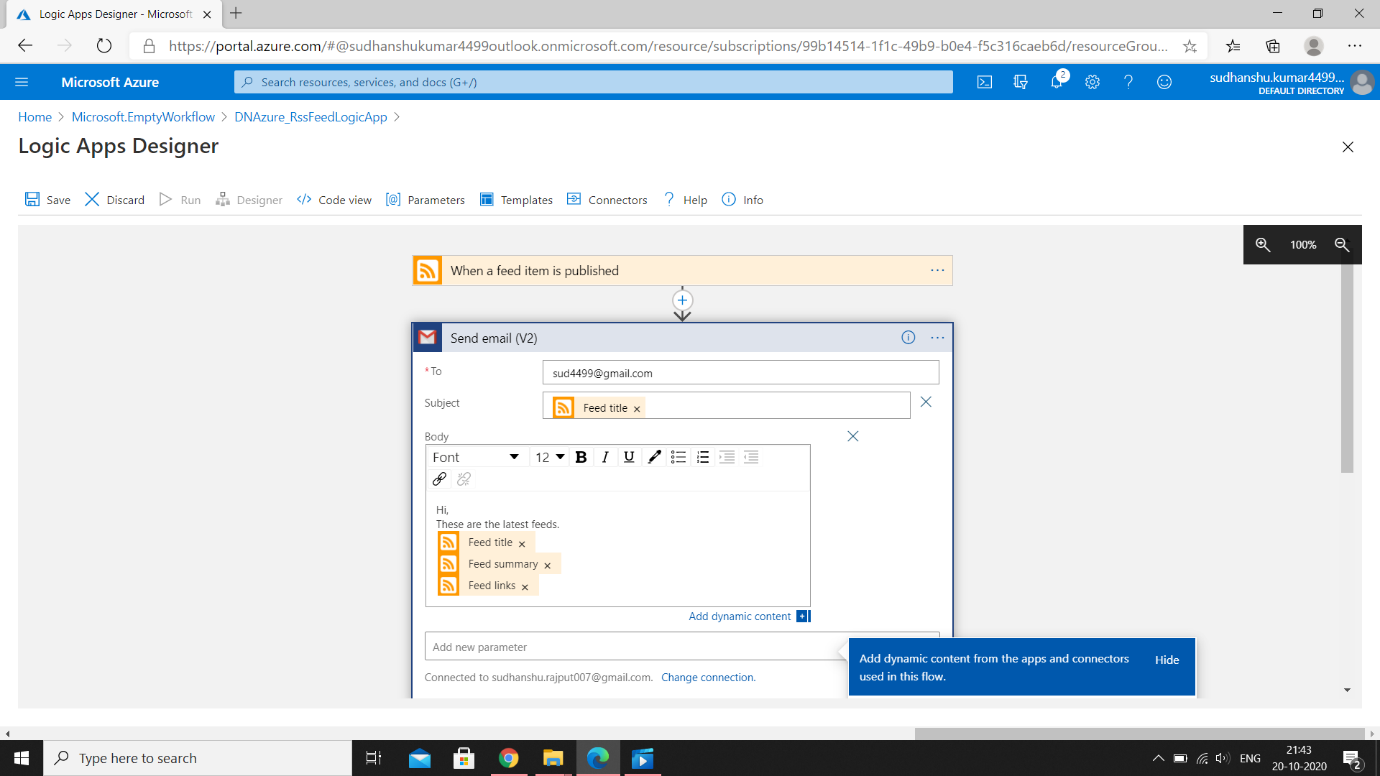 Logic Apps Designer - Microsoft
https://portal.azure.com/#@sudhanshukumar4499outlook.onmicrosoft.com/resource/subscriptions/99b14514-1f1c-49b9-b0e4-f5c316caeb6d/resourceGrou...
Microsoft Azure
Search resources, services, and docs (G+/)
2
sudhanshu.kumar4499...
DEFAULT DIRECTORY
Home > Microsoft.EmptyWorkflow > DNAzure_RssFeedLogicApp >
Logic Apps Designer
Save Discard Run Designer Code view Parameters Templates Connectors Help Info
100%
When a feed item is published
Send email (V2)
* To
sud4499@gmail.com
Subject
Feed title
Body
Font 12 B I U
Hi,
These are the latest feeds.
Feed title
Feed summary
Feed links
Add dynamic content
Add new parameter
Add dynamic content from the apps and connectors
used in this flow.
Hide
Connected to sudhanshu.rajput007@gmail.com. Change connection.
Type here to search
ENG
21:43
20-10-2020
2